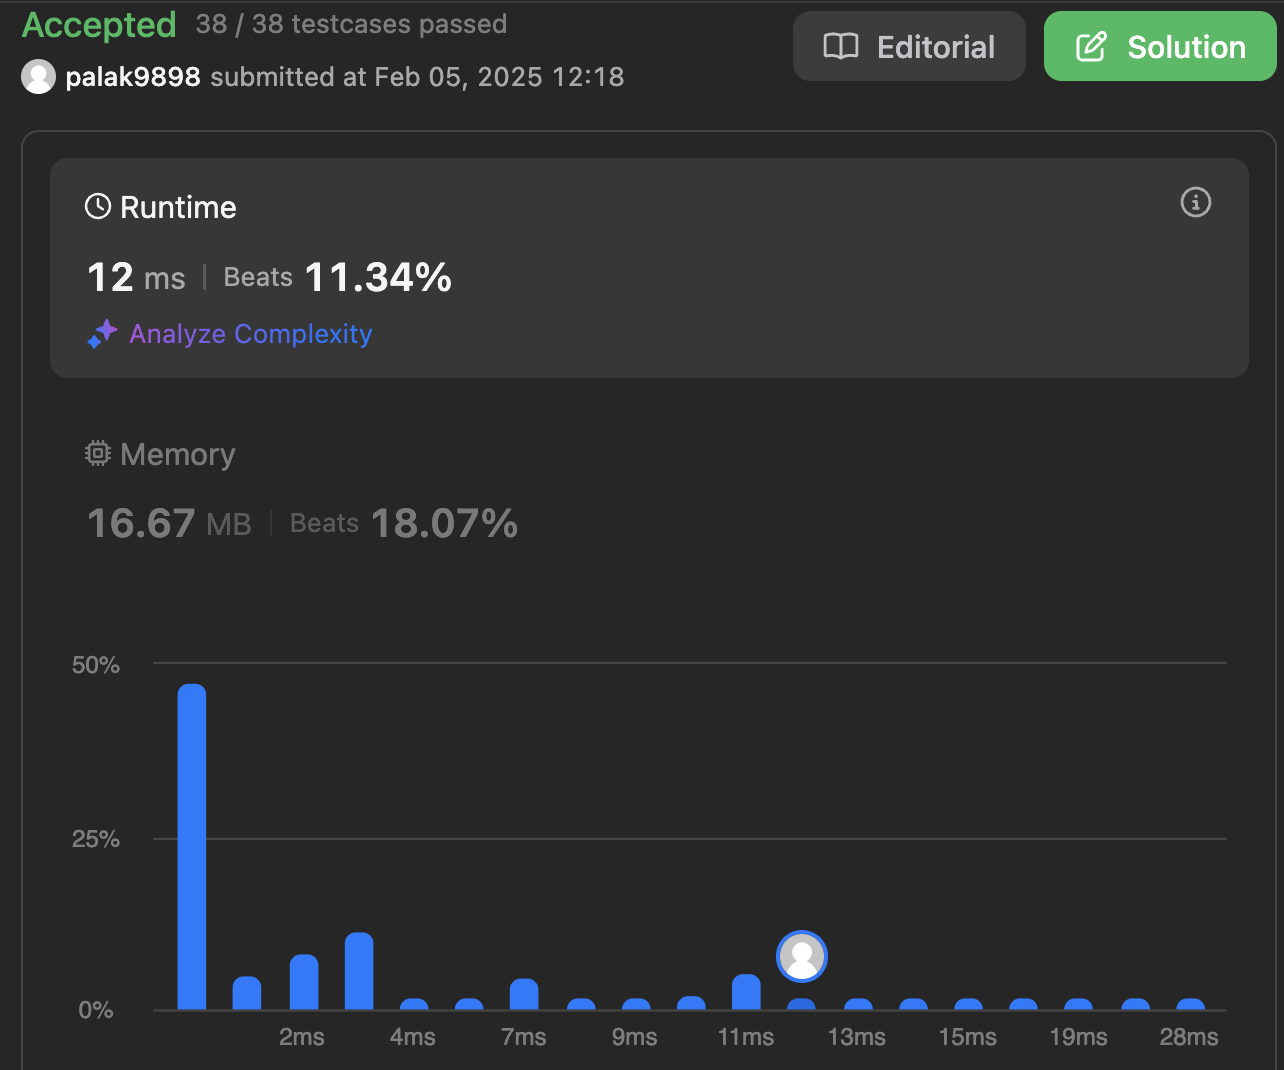 Accepted 38 / 38 testcases passed
Editorial
Solution
palak9898 submitted at Feb 05, 2025 12:18
Runtime
12 ms | Beats 11.34%
Analyze Complexity
Memory
16.67 MB | Beats 18.07%
50%
25%
0%
2ms 4ms 7ms 9ms 11ms 13ms 15ms 19ms 28ms